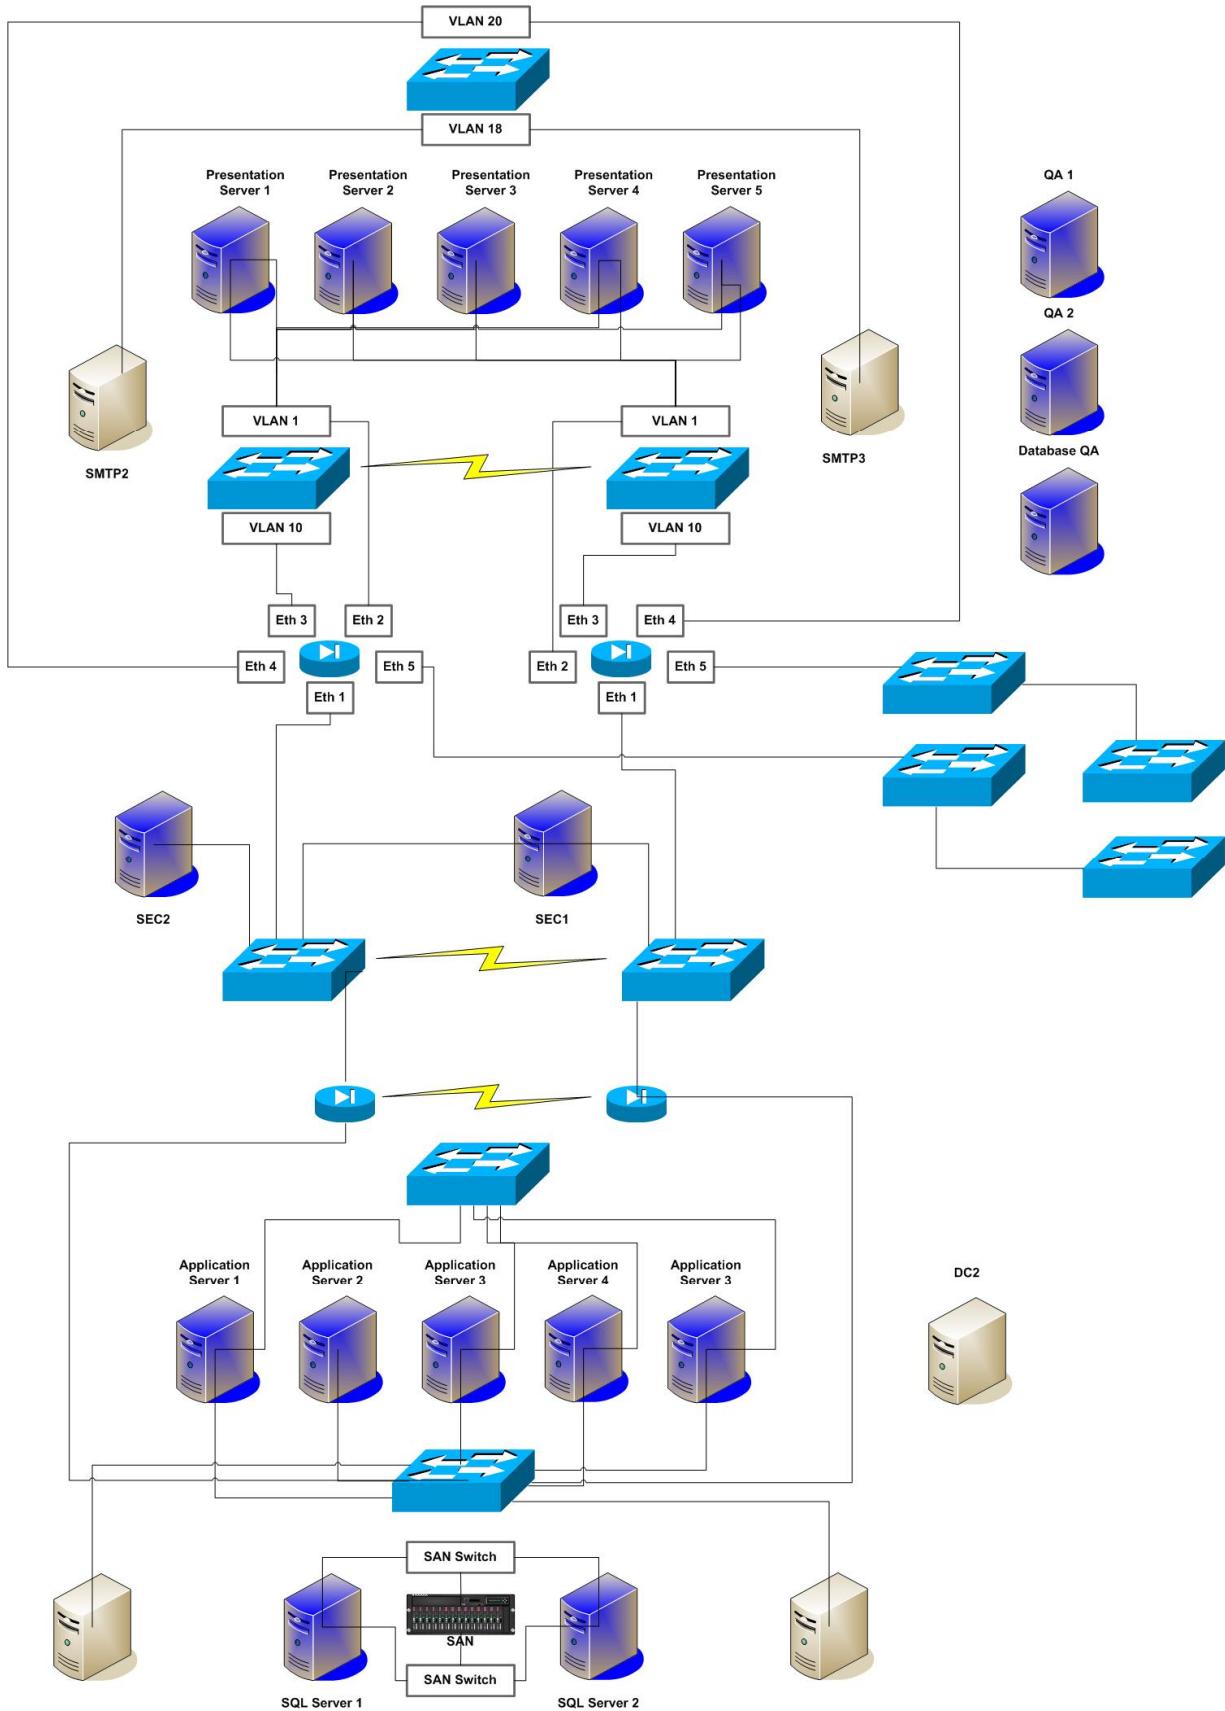 VLAN 20
VLAN 18
Presentation
Server 1
Presentation
Server 2
Presentation
Server 3
Presentation
Server 4
Presentation
Server 5
QA 1
QA 2
Database QA
SMTP2
SMTP3
VLAN 1
VLAN 1
VLAN 10
VLAN 10
Eth 3
Eth 2
Eth 4
Eth 5
Eth 1
Eth 3
Eth 4
Eth 2
Eth 5
Eth 1
SEC2
SEC1
Application
Server 1
Application
Server 2
Application
Server 3
Application
Server 4
Application
Server 3
DC2
SAN Switch
SAN
SAN Switch
SQL Server 1
SQL Server 2